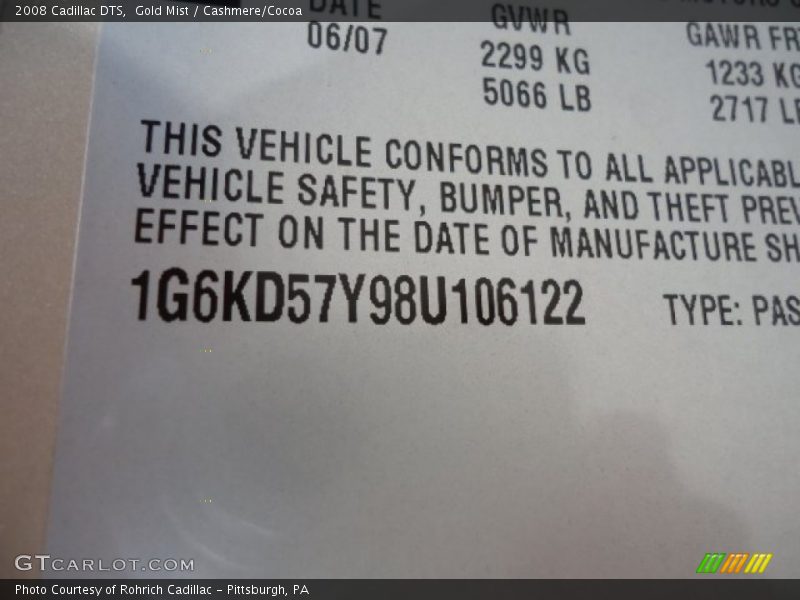 2008 Cadillac DTS,  Gold Mist / Cashmere/Cocoa
DATE GVWR
06/07 2299 KG GAWR FR
5066 LB 1233 KG
2717 LB
THIS VEHICLE CONFORMS TO ALL APPLICABL
VEHICLE SAFETY, BUMPER, AND THEFT PREV
EFFECT ON THE DATE OF MANUFACTURE SH
1G6KD57Y98U106122 TYPE: PAS
GTCARLOT.COM
Photo Courtesy of Rohrich Cadillac - Pittsburgh, PA